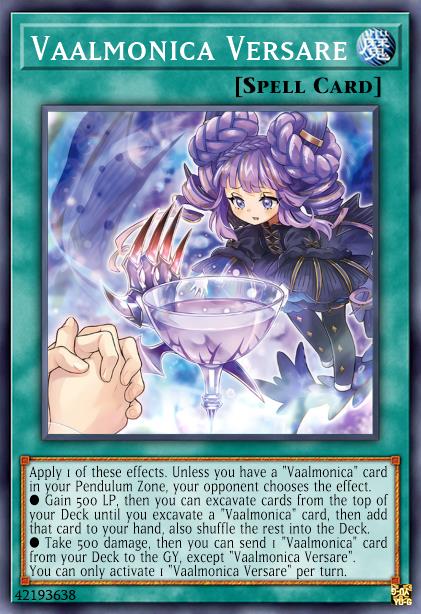 Vaalmonica Versare
魔
[Spell Card]
Apply 1 of these effects. Unless you have a "Vaalmonica" card
in your Pendulum Zone, your opponent chooses the effect.
● Gain 500 LP, then you can excavate cards from the top of
your Deck until you excavate a "Vaalmonica" card, then add
that card to your hand, also shuffle the rest into the Deck.
● Take 500 damage, then you can send 1 "Vaalmonica" card
from your Deck to the GY, except "Vaalmonica Versare".
You can only activate 1 "Vaalmonica Versare" per turn.
42193638